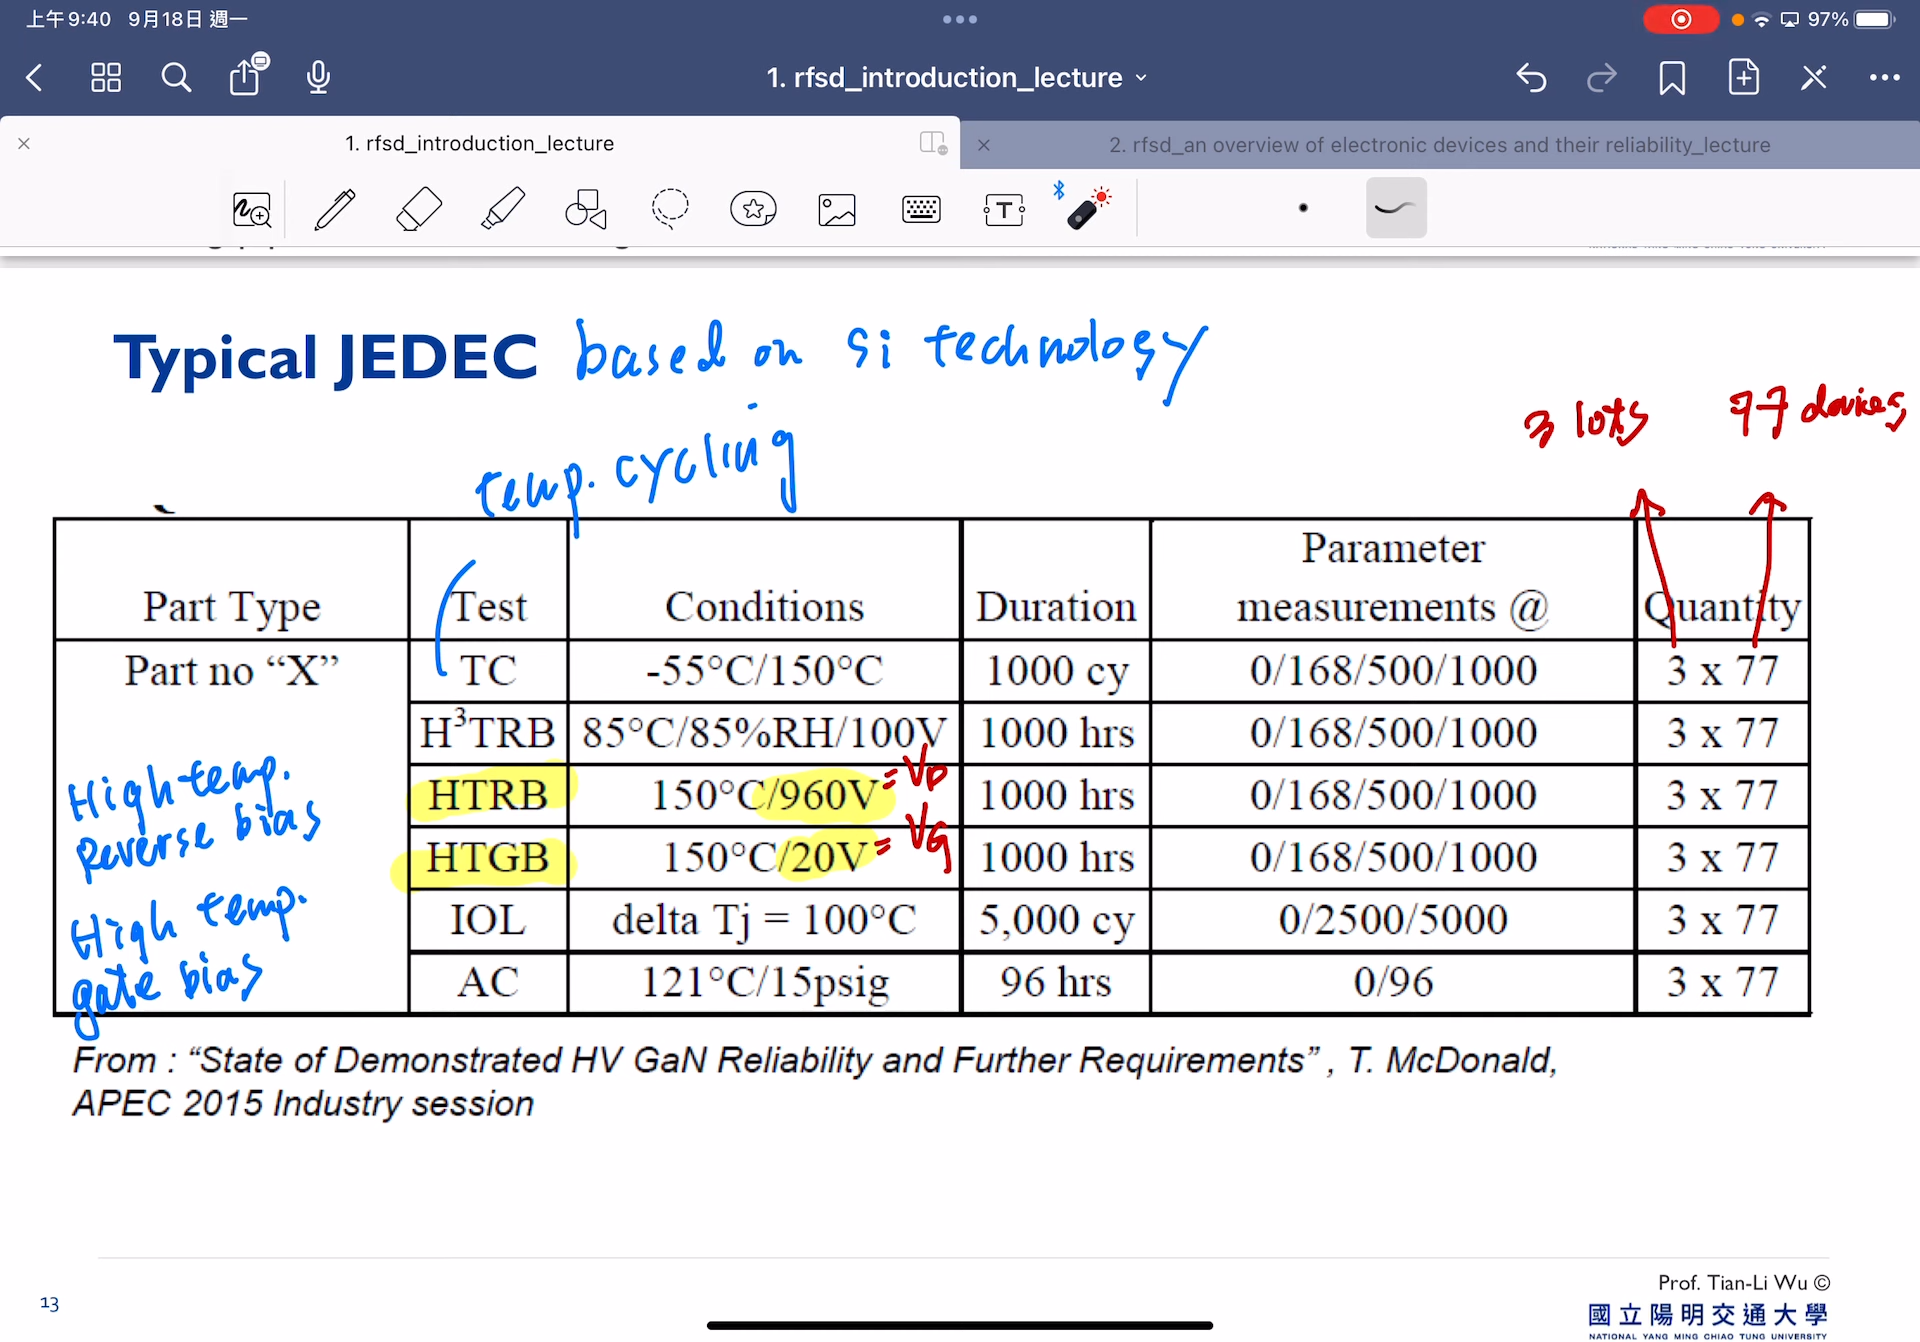 上午9:40 9月18日 週一
97%
1. rfsd_introduction_lecture
1. rfsd_introduction_lecture
2. rfsd_an overview of electronic devices and their reliability_lecture
Typical JEDEC based on Si technology
3 lots 77 devices
temp. cycling
Part Type Test Conditions Duration Parameter measurements @ Quantity
Part no “X” TC -55°C/150°C 1000 cy 0/168/500/1000 3 x 77
H³TRB 85°C/85%RH/100V 1000 hrs 0/168/500/1000 3 x 77
High temp. Reverse bias
HTRB 150°C/960V = VD 1000 hrs 0/168/500/1000 3 x 77
HTGB 150°C/20V = VG 1000 hrs 0/168/500/1000 3 x 77
High temp. gate bias
IOL delta Tj = 100°C 5,000 cy 0/2500/5000 3 x 77
AC 121°C/15psig 96 hrs 0/96 3 x 77
From : “State of Demonstrated HV GaN Reliability and Further Requirements” , T. McDonald,
APEC 2015 Industry session
13
Prof. Tian-Li Wu ©
國立陽明交通大學
NATIONAL YANG MING CHIAO TUNG UNIVERSITY